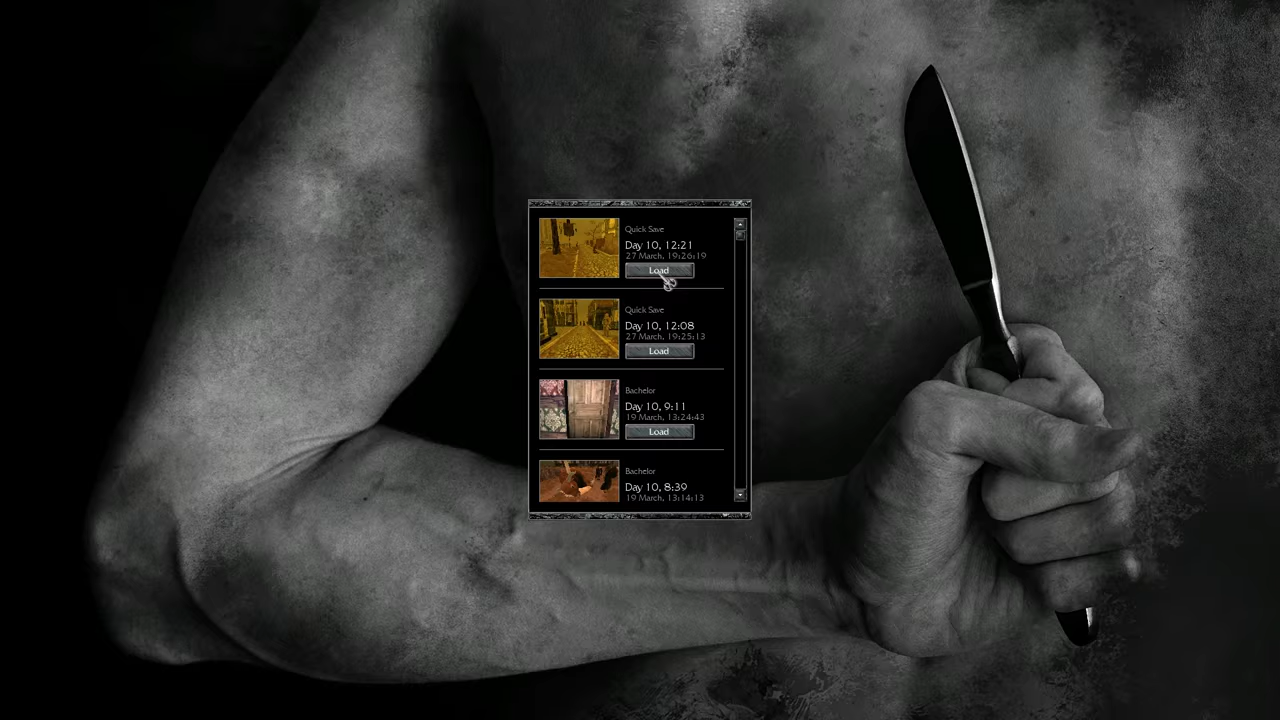 Quick Save
Day 10, 12:21
27 March, 19:26:19
Load
Quick Save
Day 10, 12:08
27 March, 19:25:13
Load
Bachelor
Day 10, 9:11
19 March, 13:24:43
Load
Bachelor
Day 10, 8:39
19 March, 13:14:13